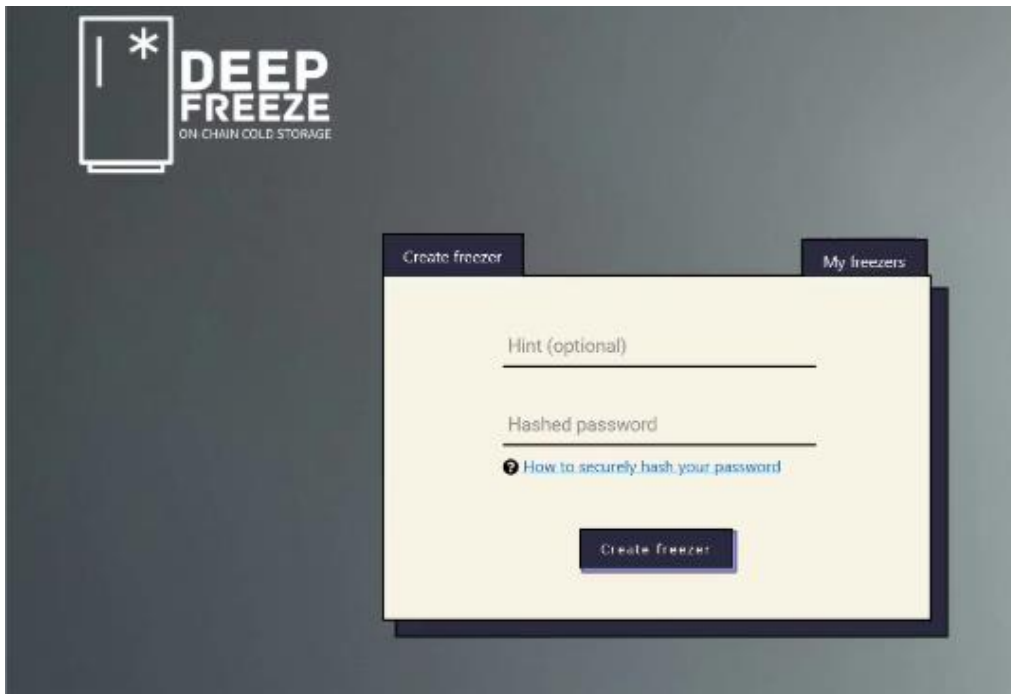 DEEP
FREEZE
ON-CHAIN COLD STORAGE
Create freezer
My freezers
Hint (optional)
Hashed password
How to securely hash your password
Create freezer